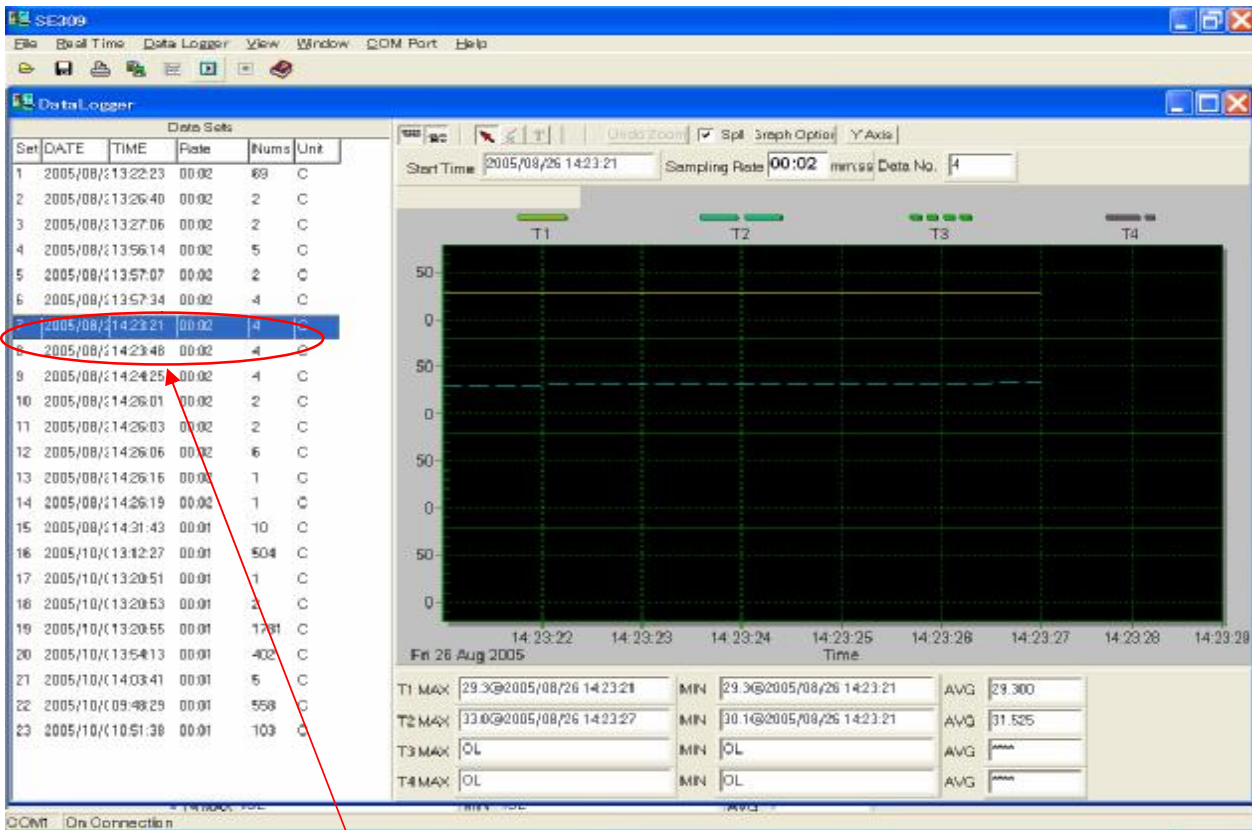 SE309
File Real Time Data Logger View Window COM Port Help
DataLogger
Data Sets
Set DATE TIME Rate Nums Unit
1 2005/08/2 13:22:23 00:02 69 C
2 2005/08/2 13:26:40 00:02 2 C
3 2005/08/2 13:27:06 00:02 2 C
4 2005/08/2 13:56:14 00:02 5 C
5 2005/08/2 13:57:07 00:02 2 C
6 2005/08/2 13:57:34 00:02 4 C
7 2005/08/2 14:23:21 00:02 4 C
8 2005/08/2 14:23:48 00:02 4 C
9 2005/08/2 14:24:25 00:02 4 C
10 2005/08/2 14:26:01 00:02 2 C
11 2005/08/2 14:26:03 00:02 2 C
12 2005/08/2 14:26:06 00:02 6 C
13 2005/08/2 14:26:16 00:02 1 C
14 2005/08/2 14:26:19 00:02 1 C
15 2005/08/2 14:31:43 00:01 10 C
16 2005/10/( 13:12:27 00:01 504 C
17 2005/10/( 13:20:51 00:01 1 C
18 2005/10/( 13:20:53 00:01 2 C
19 2005/10/( 13:20:55 00:01 1781 C
20 2005/10/( 13:54:13 00:01 402 C
21 2005/10/( 14:03:41 00:01 5 C
22 2005/10/( 09:48:29 00:01 558 C
23 2005/10/( 10:51:38 00:01 103 C
Undo Zoom Split Graph Option Y Axis
Start Time 2005/08/26 14:23:21 Sampling Rate 00:02 mm:ss Data No. 4
T1 T2 T3 T4
50
0
50
0
50
0
50
0
14:23:22 14:23:23 14:23:24 14:23:25 14:23:26 14:23:27 14:23:28 14:23:29
Fri 26 Aug 2005 Time
T1 MAX 29.3@2005/08/26 14:23:21 MIN 29.3@2005/08/26 14:23:21 AVG 29.300
T2 MAX 33.0@2005/08/26 14:23:27 MIN 30.1@2005/08/26 14:23:21 AVG 31.525
T3 MAX OL MIN OL AVG ^^^^
T4 MAX OL MIN OL AVG ^^^^
COM1 On Connection